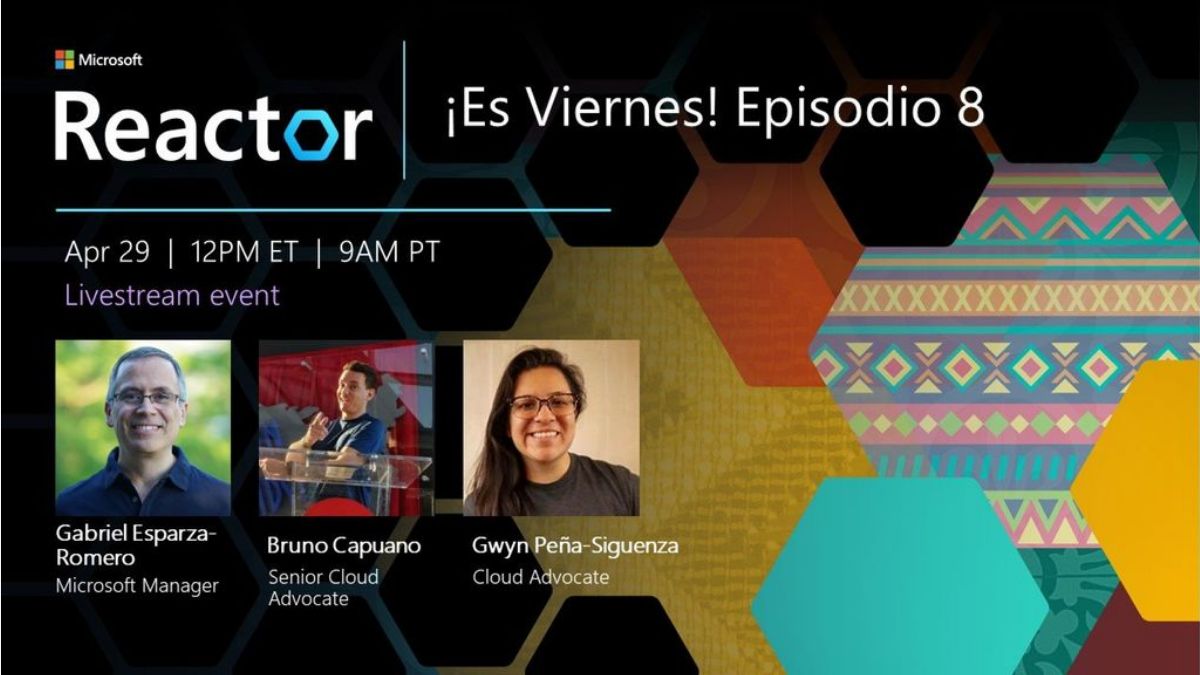 Microsoft
Reactor
¡Es Viernes! Episodio 8
Apr 29 | 12PM ET | 9AM PT
Livestream event
Gabriel Esparza-
Romero
Microsoft Manager
Bruno Capuano
Senior Cloud
Advocate
Gwyn Peña-Siguenza
Cloud Advocate